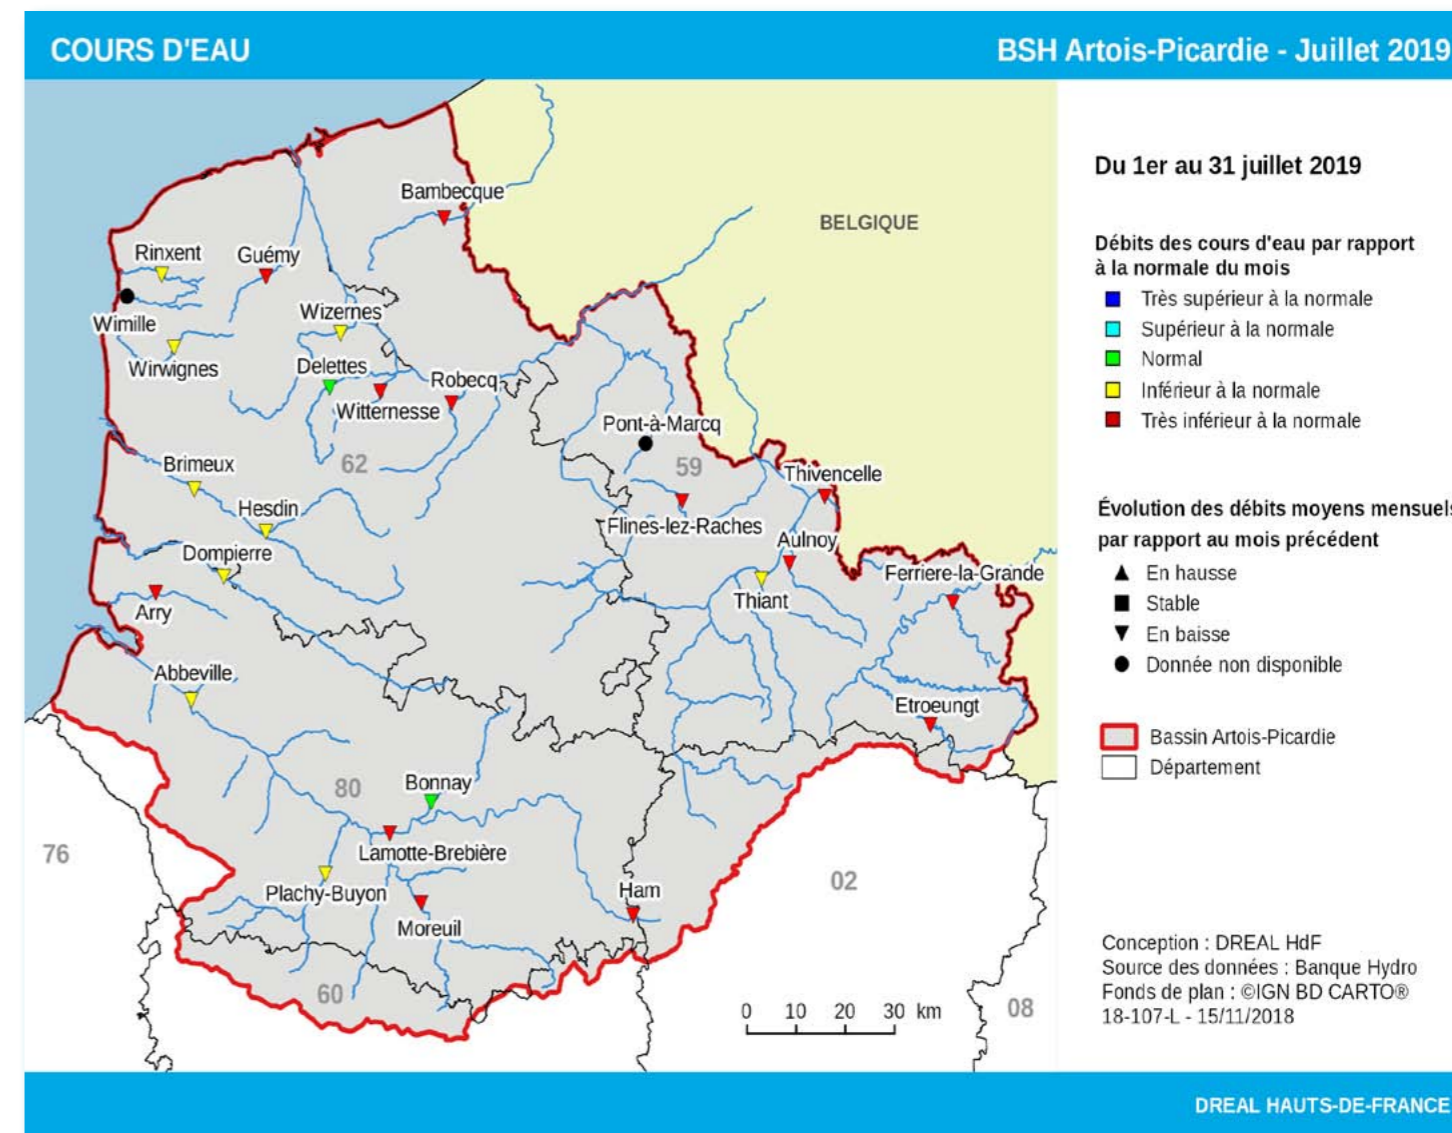 COURS D'EAU
BSH Artois-Picardie - Juillet 2019
Bambecque
BELGIQUE
Rinxent
Guémy
Wimille
Wizernes
Wirwignes
Delettes
Robecq
Witternesse
Pont-à-Marcq
62
59
Brimeux
Thivencelle
Hesdin
Flines-lez-Raches
Aulnoy
Dompierre
Ferriere-la-Grande
Thiant
Arry
Abbeville
Etroeungt
80
Bonnay
76
Lamotte-Brebière
02
Plachy-Buyon
Ham
Moreuil
60
08
0 10 20 30 km
Du 1er au 31 juillet 2019
Débits des cours d'eau par rapport
à la normale du mois
Très supérieur à la normale
Supérieur à la normale
Normal
Inférieur à la normale
Très inférieur à la normale
Évolution des débits moyens mensuels
par rapport au mois précédent
En hausse
Stable
En baisse
Donnée non disponible
Bassin Artois-Picardie
Département
Conception : DREAL HdF
Source des données : Banque Hydro
Fonds de plan : ©IGN BD CARTO®
18-107-L - 15/11/2018
DREAL HAUTS-DE-FRANCE